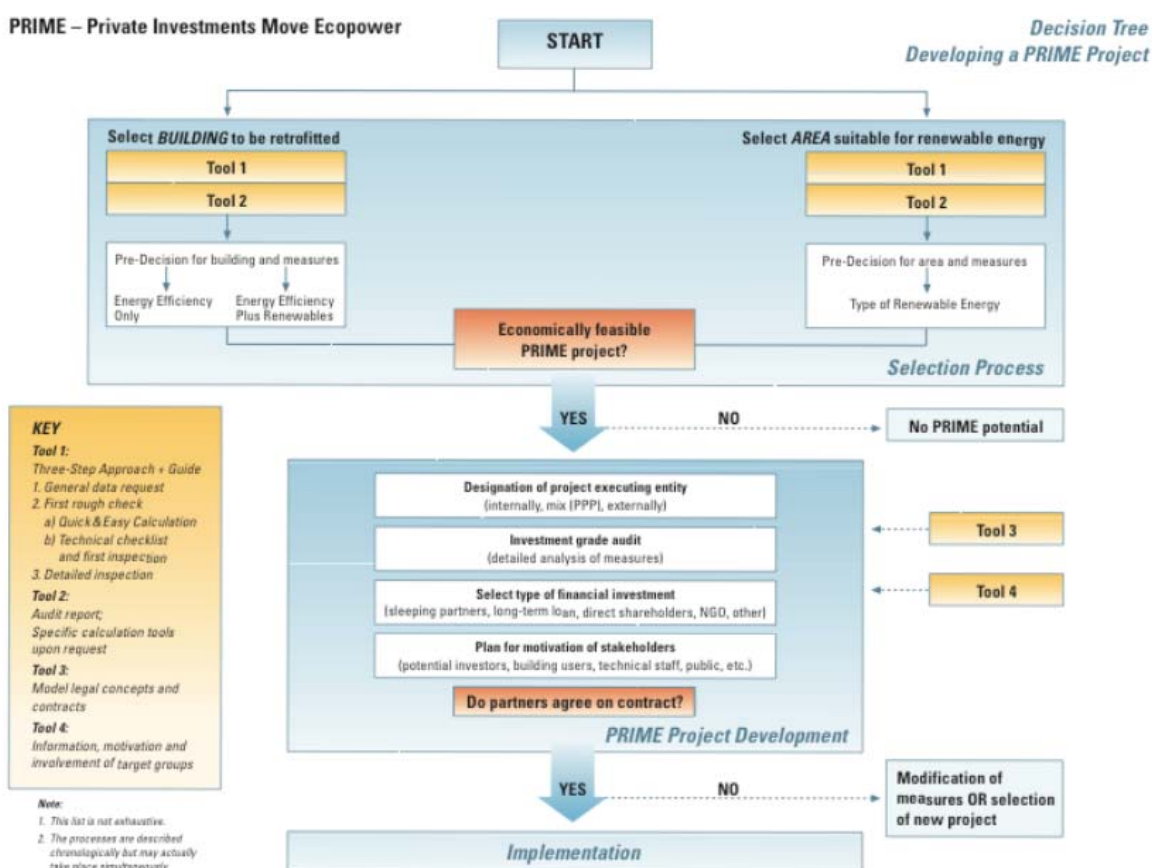 PRIME – Private Investments Move Ecopower
START
Decision Tree
Developing a PRIME Project
Select BUILDING to be retrofitted
Tool 1
Tool 2
Pre-Decision for building and measures
Energy Efficiency
Only
Energy Efficiency
Plus Renewables
Select AREA suitable for renewable energy
Tool 1
Tool 2
Pre-Decision for area and measures
Type of Renewable Energy
Economically feasible
PRIME project?
Selection Process
YES
NO
No PRIME potential
KEY
Tool 1:
Three-Step Approach + Guide
1. General data request
2. First rough check
a) Quick & Easy Calculation
b) Technical checklist
and first inspection
3. Detailed inspection
Tool 2:
Audit report;
Specific calculation tools
upon request
Tool 3:
Model legal concepts and
contracts
Tool 4:
Information, motivation and
involvement of target groups
Note:
1. This list is not exhaustive.
2. The processes are described
chronologically but may actually
take place simultaneously
Designation of project executing entity
(internally, mix (PPP), externally)
Investment grade audit
(detailed analysis of measures)
Select type of financial investment
(sleeping partners, long-term loan, direct shareholders, NGO, other)
Plan for motivation of stakeholders
(potential investors, building users, technical staff, public, etc.)
Do partners agree on contract?
PRIME Project Development
Tool 3
Tool 4
YES
NO
Modification of
measures OR selection
of new project
Implementation